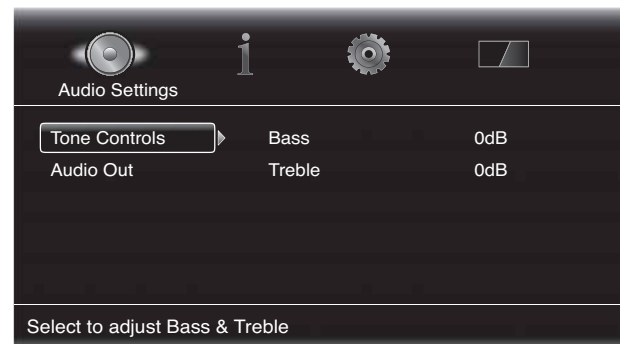 Audio Settings
Tone Controls Bass 0dB
Audio Out Treble 0dB
Select to adjust Bass & Treble